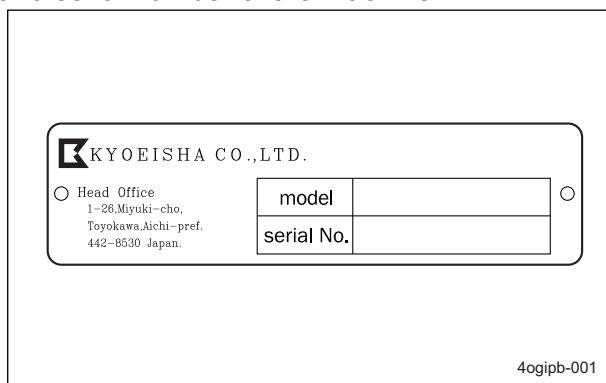 KYOEISHA CO.,LTD.
Head Office
1-26,Miyuki-cho,
Toyokawa,Aichi-pref.
442-8530 Japan.
model
serial No.
4ogipb-001